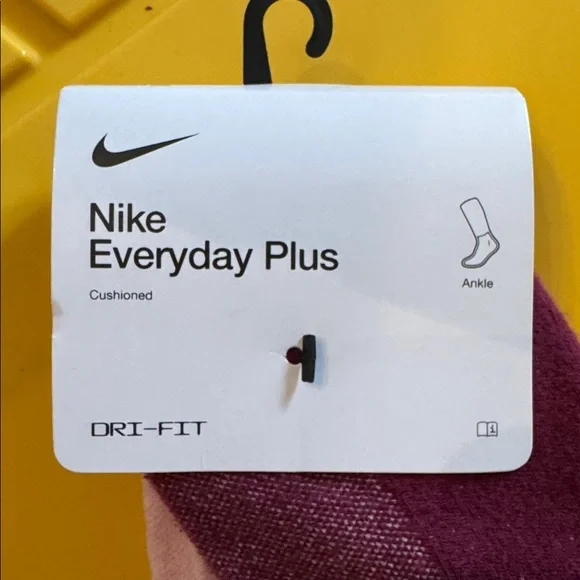 Nike
Everyday Plus
Cushioned
Ankle
DRI-FIT